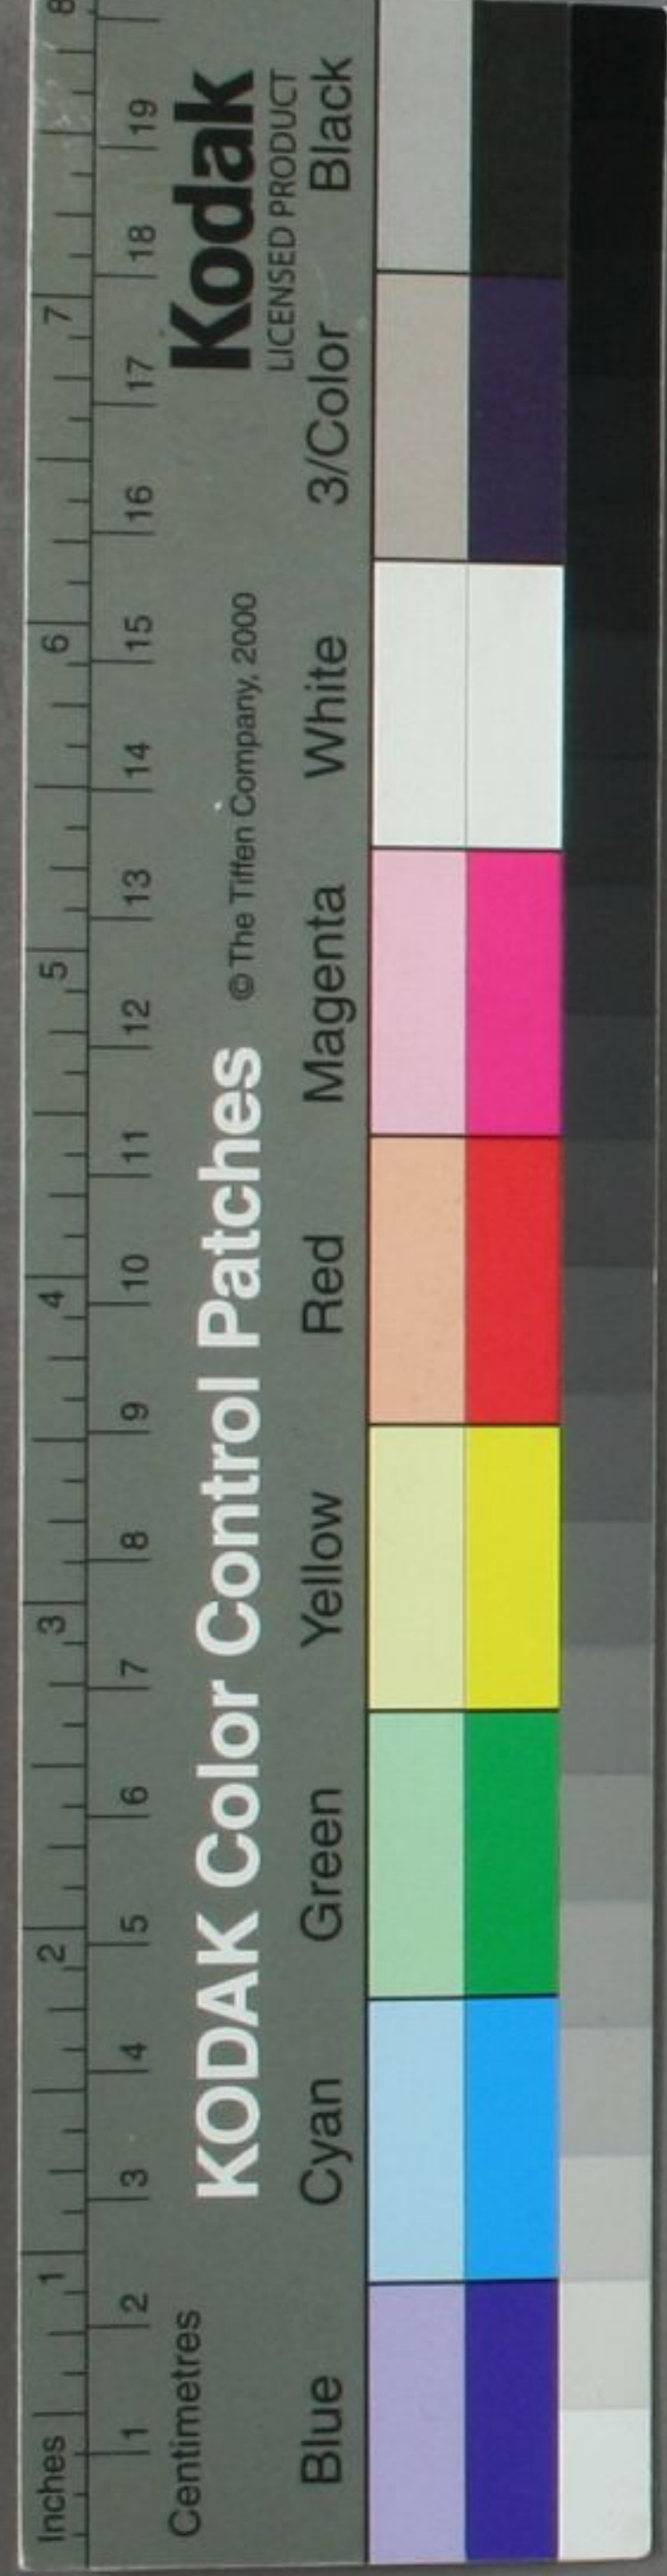 Inches 1 2 3 4 5 6 7 8
1 2 3 4 5 6 7 8 9 10 11 12 13 14 15 16 17 18 19
Centimetres
KODAK Color Control Patches © The Tiffen Company, 2000 Kodak
LICENSED PRODUCT
Blue Cyan Green Yellow Red Magenta White 3/Color Black